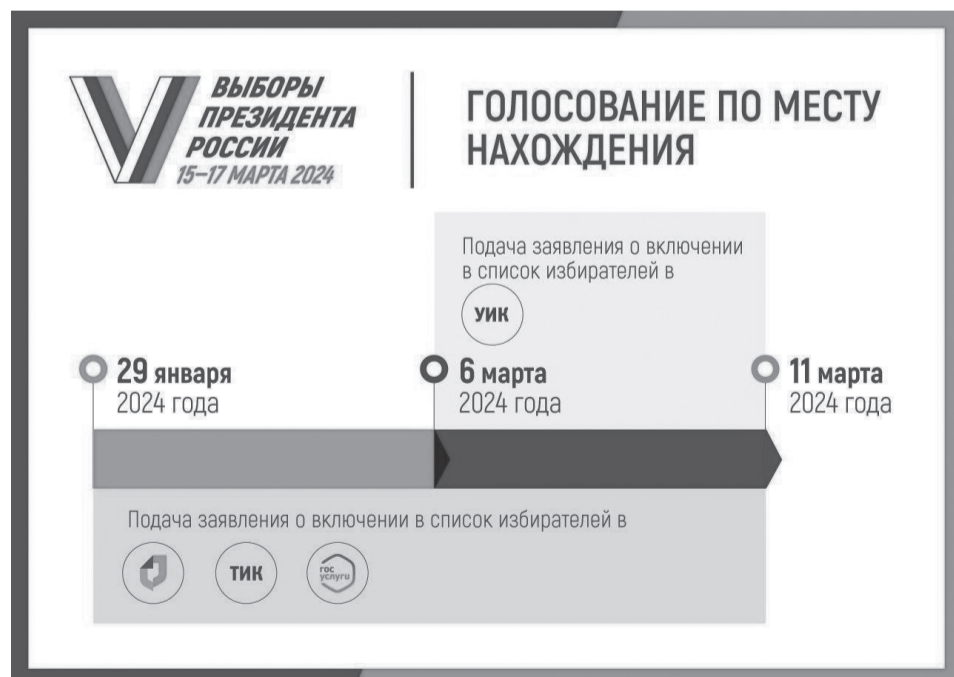 ВЫБОРЫ
ПРЕЗИДЕНТА
РОССИИ
15–17 МАРТА 2024
ГОЛОСОВАНИЕ ПО МЕСТУ
НАХОЖДЕНИЯ
Подача заявления о включении
в список избирателей в
УИК
29 января
2024 года
6 марта
2024 года
11 марта
2024 года
Подача заявления о включении в список избирателей в
ТИК
гос
услуги